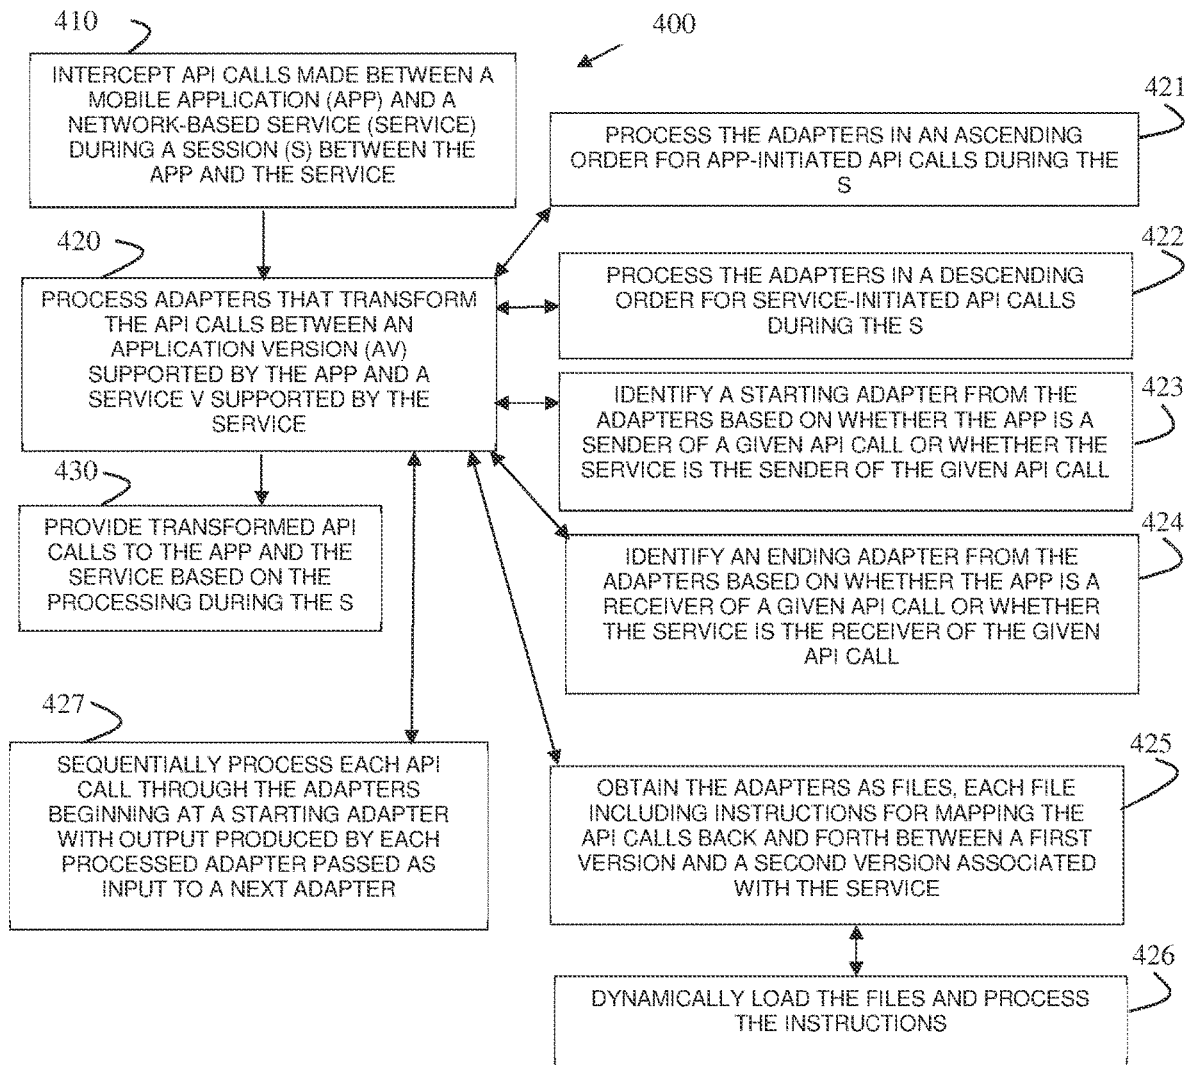 410
400
INTERCEPT API CALLS MADE BETWEEN A
MOBILE APPLICATION (APP) AND A
NETWORK-BASED SERVICE (SERVICE)
DURING A SESSION (S) BETWEEN THE
APP AND THE SERVICE
421
PROCESS THE ADAPTERS IN AN ASCENDING
ORDER FOR APP-INITIATED API CALLS DURING THE
S
420
PROCESS ADAPTERS THAT TRANSFORM
THE API CALLS BETWEEN AN
APPLICATION VERSION (AV)
SUPPORTED BY THE APP AND A
SERVICE V SUPPORTED BY THE
SERVICE
422
PROCESS THE ADAPTERS IN A DESCENDING
ORDER FOR SERVICE-INITIATED API CALLS
DURING THE S
423
IDENTIFY A STARTING ADAPTER FROM THE
ADAPTERS BASED ON WHETHER THE APP IS A
SENDER OF A GIVEN API CALL OR WHETHER THE
SERVICE IS THE SENDER OF THE GIVEN API CALL
430
PROVIDE TRANSFORMED API
CALLS TO THE APP AND THE
SERVICE BASED ON THE
PROCESSING DURING THE S
424
IDENTIFY AN ENDING ADAPTER FROM THE
ADAPTERS BASED ON WHETHER THE APP IS A
RECEIVER OF A GIVEN API CALL OR WHETHER
THE SERVICE IS THE RECEIVER OF THE GIVEN
API CALL
427
SEQUENTIALLY PROCESS EACH API
CALL THROUGH THE ADAPTERS
BEGINNING AT A STARTING ADAPTER
WITH OUTPUT PRODUCED BY EACH
PROCESSED ADAPTER PASSED AS
INPUT TO A NEXT ADAPTER
425
OBTAIN THE ADAPTERS AS FILES, EACH FILE
INCLUDING INSTRUCTIONS FOR MAPPING THE
API CALLS BACK AND FORTH BETWEEN A FIRST
VERSION AND A SECOND VERSION ASSOCIATED
WITH THE SERVICE
426
DYNAMICALLY LOAD THE FILES AND PROCESS
THE INSTRUCTIONS